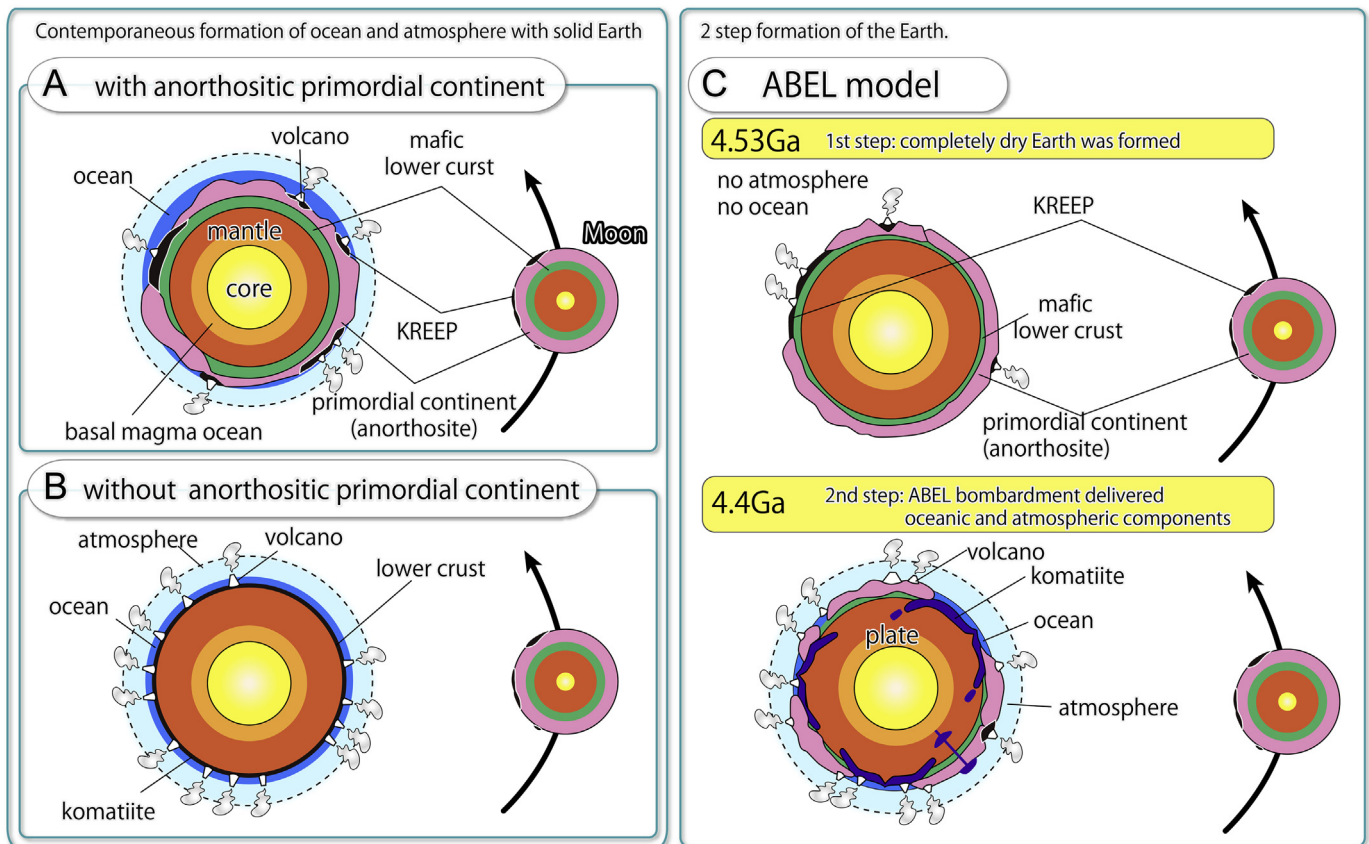 Contemporaneous formation of ocean and atmosphere with solid Earth
A with anorthositic primordial continent
volcano
mafic
lower curst
ocean
mantle
Moon
core
KREEP
primordial continent
(anorthosite)
basal magma ocean
B without anorthositic primordial continent
atmosphere
volcano
lower crust
ocean
komatiite
2 step formation of the Earth.
C ABEL model
4.53Ga 1st step: completely dry Earth was formed
no atmosphere
no ocean
KREEP
mafic
lower crust
primordial continent
(anorthosite)
4.4Ga 2nd step: ABEL bombardment delivered
oceanic and atmospheric components
volcano
komatiite
ocean
plate
atmosphere